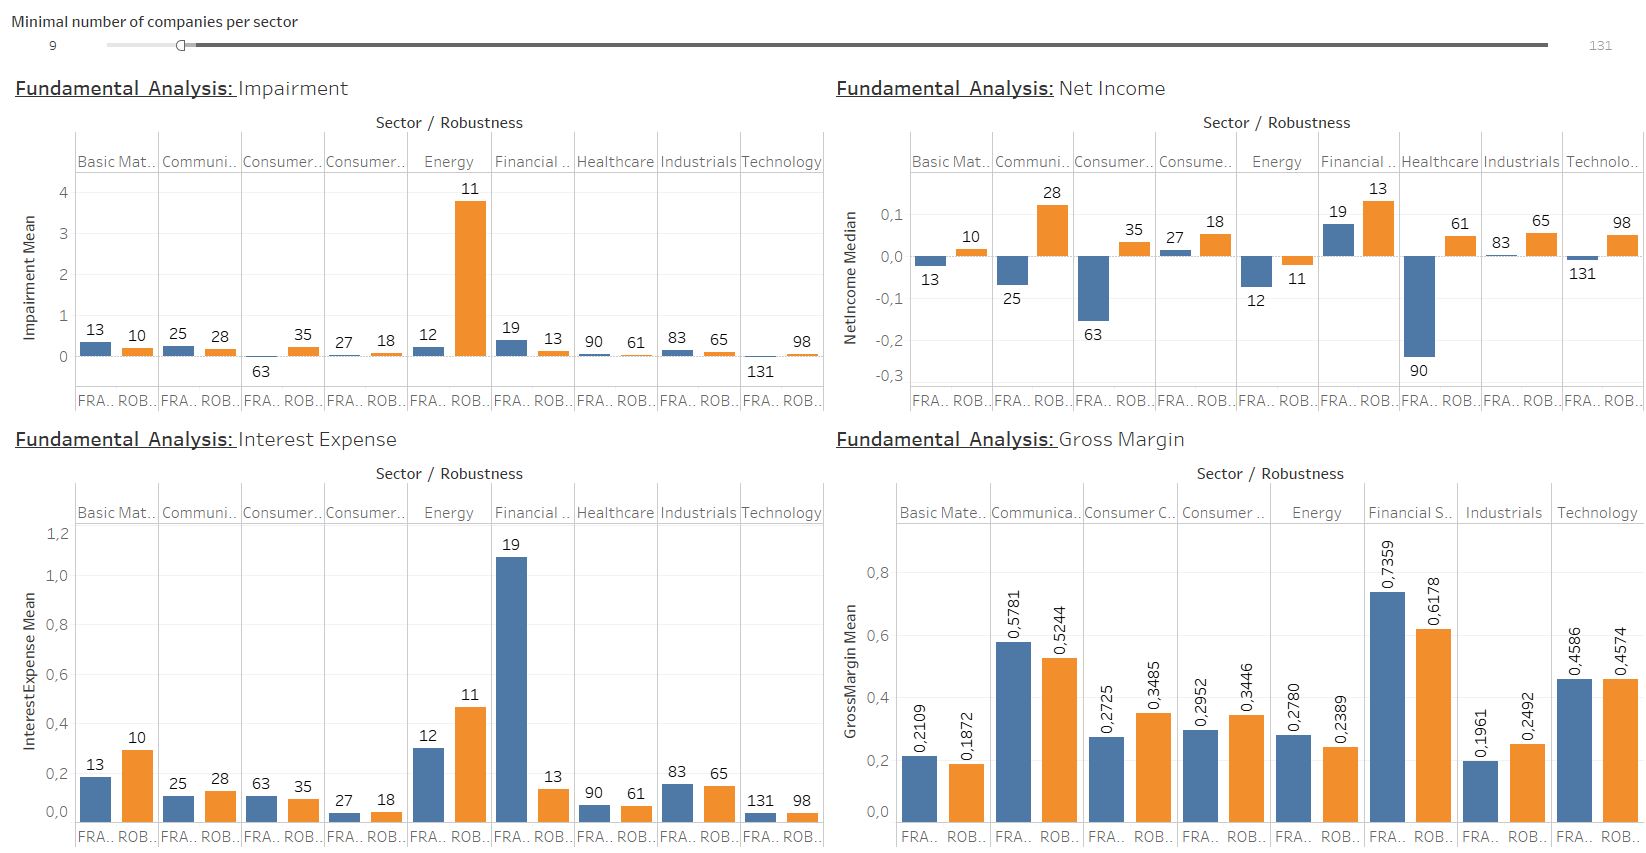 Minimal number of companies per sector
9
131
Fundamental Analysis: Impairment
Sector / Robustness
Basic Mat.. Communi.. Consumer.. Consumer.. Energy Financial .. Healthcare Industrials Technology
Impairment Mean
4
3
2
1
0
13 10 25 28 63 35 27 18 12 11 19 13 90 61 83 65 131 98
FRA.. ROB.. FRA.. ROB.. FRA.. ROB.. FRA.. ROB.. FRA.. ROB.. FRA.. ROB.. FRA.. ROB.. FRA.. ROB.. FRA.. ROB..
Fundamental Analysis: Net Income
Sector / Robustness
Basic Mat.. Communi.. Consumer.. Consume.. Energy Financial .. Healthcare Industrials Technolo..
NetIncome Median
0,1
0,0
-0,1
-0,2
-0,3
13 10 25 28 63 35 27 18 12 11 19 13 90 61 83 65 131 98
FRA.. ROB.. FRA.. ROB.. FRA.. ROB.. FRA.. ROB.. FRA.. ROB.. FRA.. ROB.. FRA.. ROB.. FRA.. ROB.. FRA.. ROB..
Fundamental Analysis: Interest Expense
Sector / Robustness
Basic Mat.. Communi.. Consumer.. Consumer.. Energy Financial .. Healthcare Industrials Technology
InterestExpense Mean
1,2
1,0
0,8
0,6
0,4
0,2
0,0
13 10 25 28 63 35 27 18 12 11 19 13 90 61 83 65 131 98
FRA.. ROB.. FRA.. ROB.. FRA.. ROB.. FRA.. ROB.. FRA.. ROB.. FRA.. ROB.. FRA.. ROB.. FRA.. ROB.. FRA.. ROB..
Fundamental Analysis: Gross Margin
Sector / Robustness
Basic Mate.. Communica.. Consumer C.. Consumer .. Energy Financial S.. Industrials Technology
GrossMargin Mean
0,8
0,6
0,4
0,2
0,0
0,2109 0,1872 0,5781 0,5244 0,2725 0,3485 0,2952 0,3446 0,2780 0,2389 0,7359 0,6178 0,1961 0,2492 0,4586 0,4574
FRA.. ROB.. FRA.. ROB.. FRA.. ROB.. FRA.. ROB.. FRA.. ROB.. FRA.. ROB.. FRA.. ROB.. FRA.. ROB..